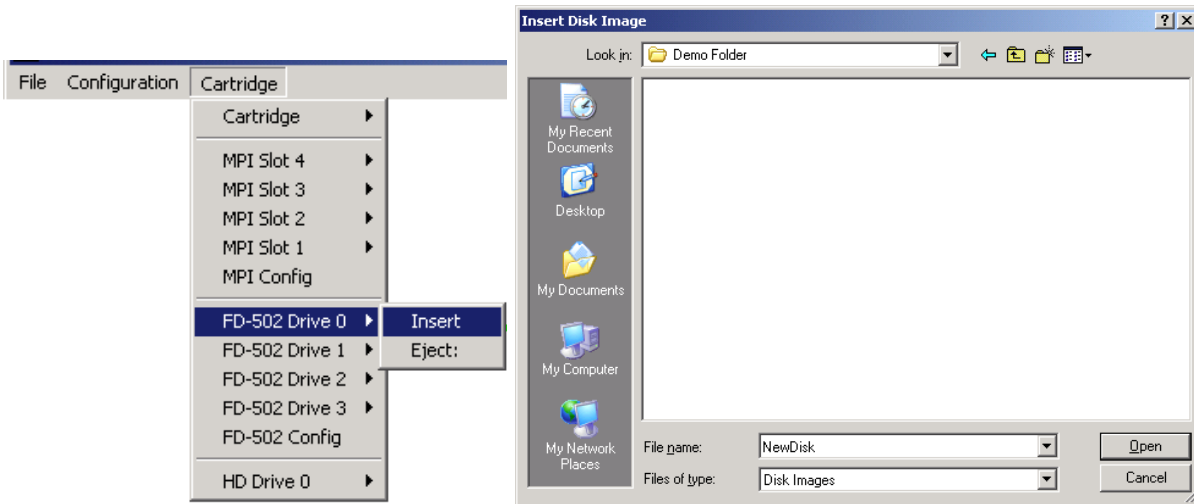 File Configuration Cartridge
Cartridge
MPI Slot 4
MPI Slot 3
MPI Slot 2
MPI Slot 1
MPI Config
FD-502 Drive 0
Insert
FD-502 Drive 1
Eject:
FD-502 Drive 2
FD-502 Drive 3
FD-502 Config
HD Drive 0
Insert Disk Image
Look in: Demo Folder
My Recent
Documents
Desktop
My Documents
My Computer
My Network
Places
File name: NewDisk Open
Files of type: Disk Images Cancel